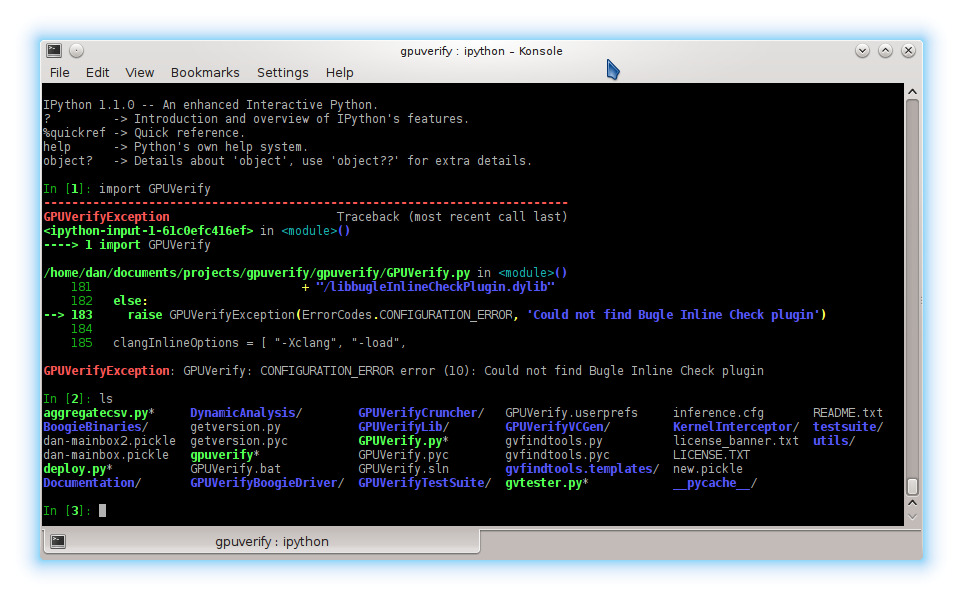 gpuverify : ipython – Konsole
File Edit View Bookmarks Settings Help
IPython 1.1.0 -- An enhanced Interactive Python.
?         -> Introduction and overview of IPython's features.
%quickref -> Quick reference.
help      -> Python's own help system.
object?   -> Details about 'object', use 'object??' for extra details.
In [1]: import GPUVerify
---------------------------------------------------------------------------
GPUVerifyException                        Traceback (most recent call last)
<ipython-input-1-61c0efc416ef> in <module>()
----> 1 import GPUVerify
/home/dan/documents/projects/gpuverify/gpuverify/GPUVerify.py in <module>()
    181                              + "/libbugleInlineCheckPlugin.dylib"
    182   else:
--> 183     raise GPUVerifyException(ErrorCodes.CONFIGURATION_ERROR, 'Could not find Bugle Inline Check plugin')
    184
    185   clangInlineOptions = [ "-Xclang", "-load",
GPUVerifyException: GPUVerify: CONFIGURATION_ERROR error (10): Could not find Bugle Inline Check plugin
In [2]: ls
aggregatecsv.py*     DynamicAnalysis/        GPUVerifyCruncher/   GPUVerify.userprefs     inference.cfg       README.txt
BoogieBinaries/      getversion.py           GPUVerifyLib/        GPUVerifyVCGen/         KernelInterceptor/  testsuite/
dan-mainbox2.pickle  getversion.pyc          GPUVerify.py*        gvfindtools.py          license_banner.txt  utils/
dan-mainbox.pickle   gpuverify*              GPUVerify.pyc        gvfindtools.pyc         LICENSE.TXT
deploy.py*           GPUVerify.bat           GPUVerify.sln        gvfindtools.templates/  new.pickle
Documentation/       GPUVerifyBoogieDriver/  GPUVerifyTestSuite/  gvtester.py*            __pycache__/
In [3]:
gpuverify : ipython